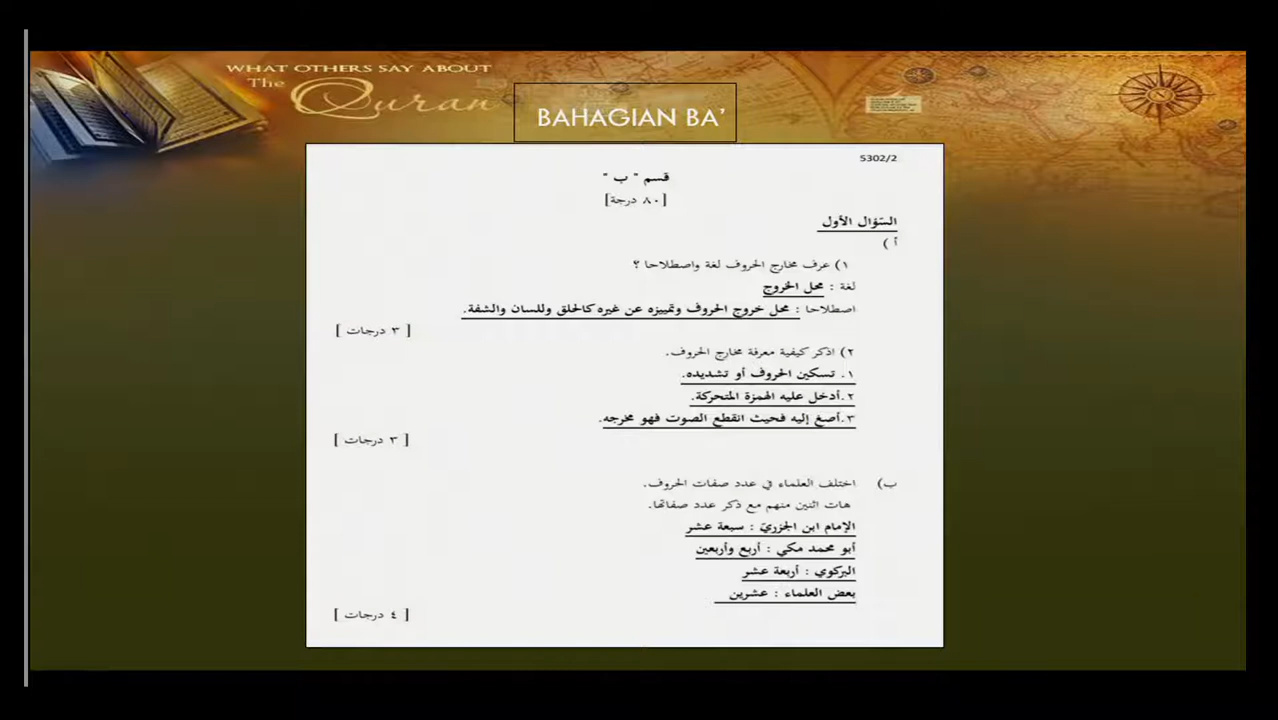 WHAT OTHERS SAY ABOUT
The Quran
BAHAGIAN BA’
5302/2
قسم " ب "
[٨٠ درجة]
السّؤال الأول
أ )
١) عرف مخارج الحروف لغة واصطلاحا ؟
لغة : محل الخروج
اصطلاحا : محل خروج الحروف وتمييزه عن غيره كالحلق وللسان والشفة.
[ ٣ درجات ]
٢) اذكر كيفية معرفة مخارج الحروف.
١. تسكين الحروف أو تشديده.
٢.أدخل عليه الهمزة المتحركة.
٣.أصغ إليه فحيث انقطع الصوت فهو مخرجه.
[ ٣ درجات ]
ب) اختلف العلماء في عدد صفات الحروف.
هات اثنين منهم مع ذكر عدد صفاتها.
الإمام ابن الجزريّ : سبعة عشر
أبو محمد مكي : أربع وأربعين
البركوي : أربعة عشر
بعض العلماء : عشرين
[ ٤ درجات ]